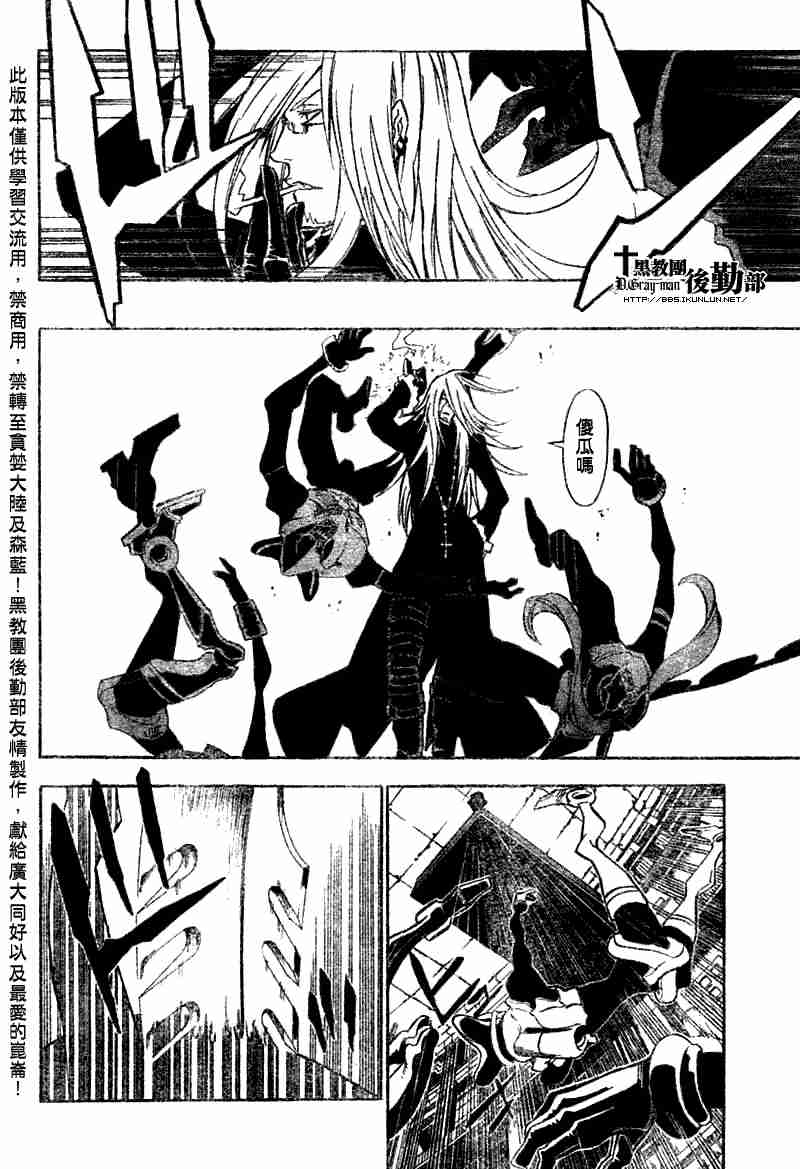 此版本僅供學習交流用，禁商用，禁轉至貪婪大陸及森藍！黑教團後勤部友情製作，獻給廣大同好以及最愛的崑崙！
黑教團
D.Gray-man 後勤部
HTTP://BBS.IKUNLUN.NET/
傻瓜嗎